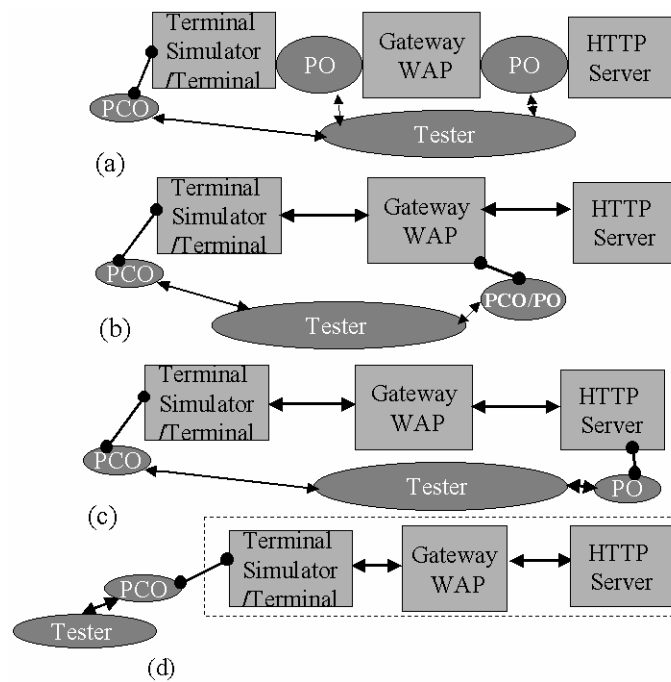 Terminal
Simulator
/Terminal
PO
Gateway
WAP
PO
HTTP
Server
PCO
Tester
(a)
Terminal
Simulator
/Terminal
Gateway
WAP
HTTP
Server
PCO
PCO/PO
Tester
(b)
Terminal
Simulator
/Terminal
Gateway
WAP
HTTP
Server
PCO
Tester
PO
(c)
Terminal
Simulator
/Terminal
Gateway
WAP
HTTP
Server
PCO
Tester
(d)